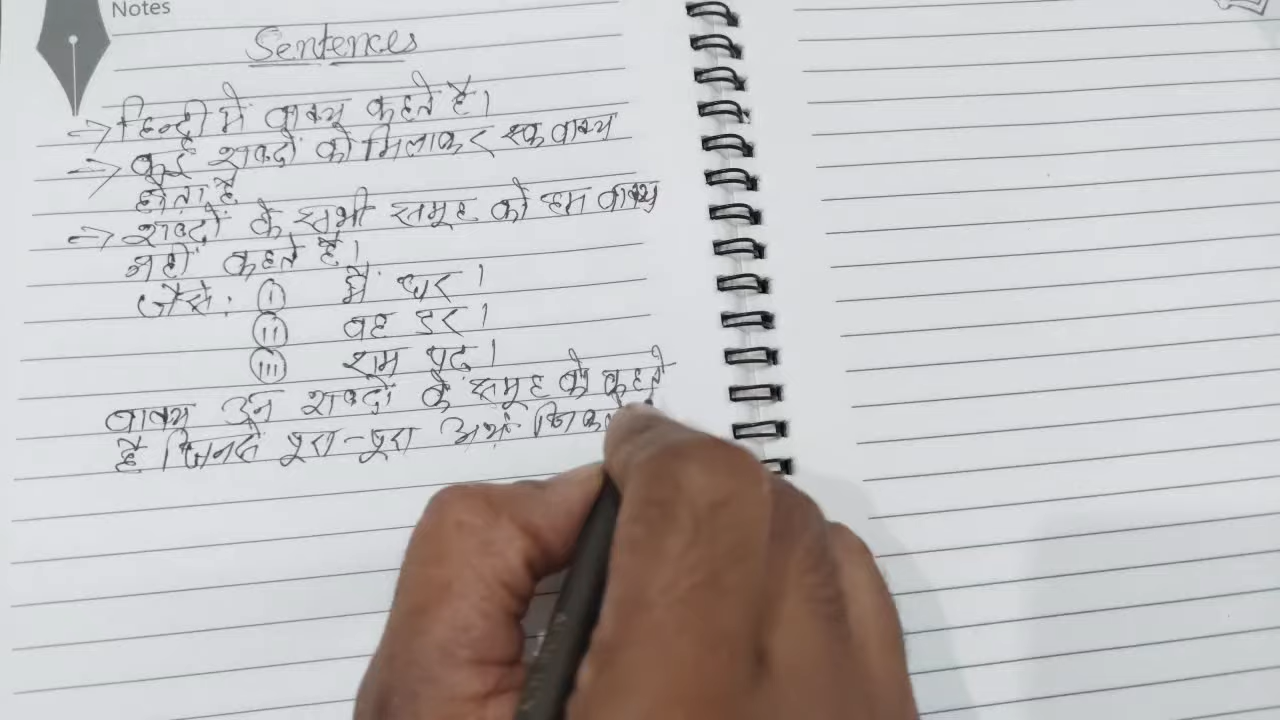 Notes
Sentences
→ हिन्दी में वाक्य कहते है।
→ कई शब्दों को मिलाकर एक वाक्य
होता है
→ शब्दों के सभी समूह को हम वाक्य
नहीं कहते है।
जैसे: (i) मैं घर।
(ii) वह डर।
(iii) राम पढ़।
वाक्य उन शब्दों के समूह को कहते
है जिनसे पूरा-पूरा अर्थ